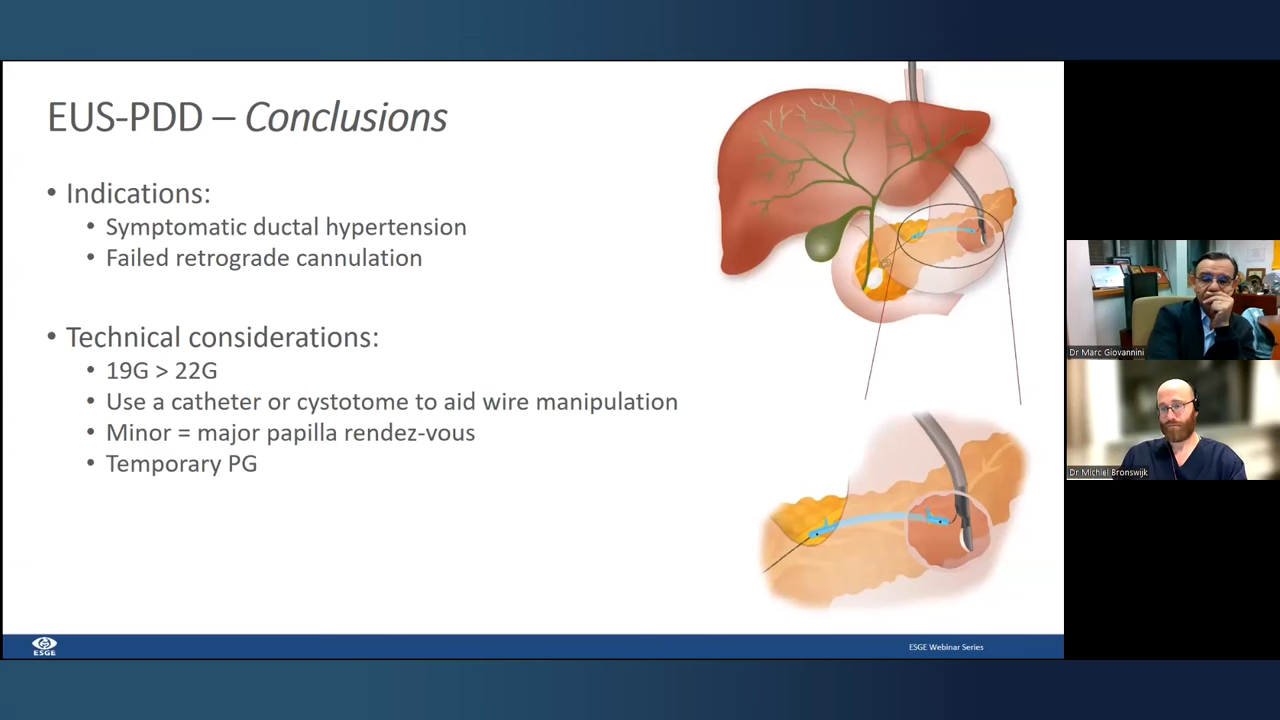 EUS-PDD – Conclusions
• Indications:
• Symptomatic ductal hypertension
• Failed retrograde cannulation
• Technical considerations:
• 19G > 22G
• Use a catheter or cystotome to aid wire manipulation
• Minor = major papilla rendez-vous
• Temporary PG
ESGE
ESGE Webinar Series
Dr Marc Giovannini
Dr Michiel Bronswijk